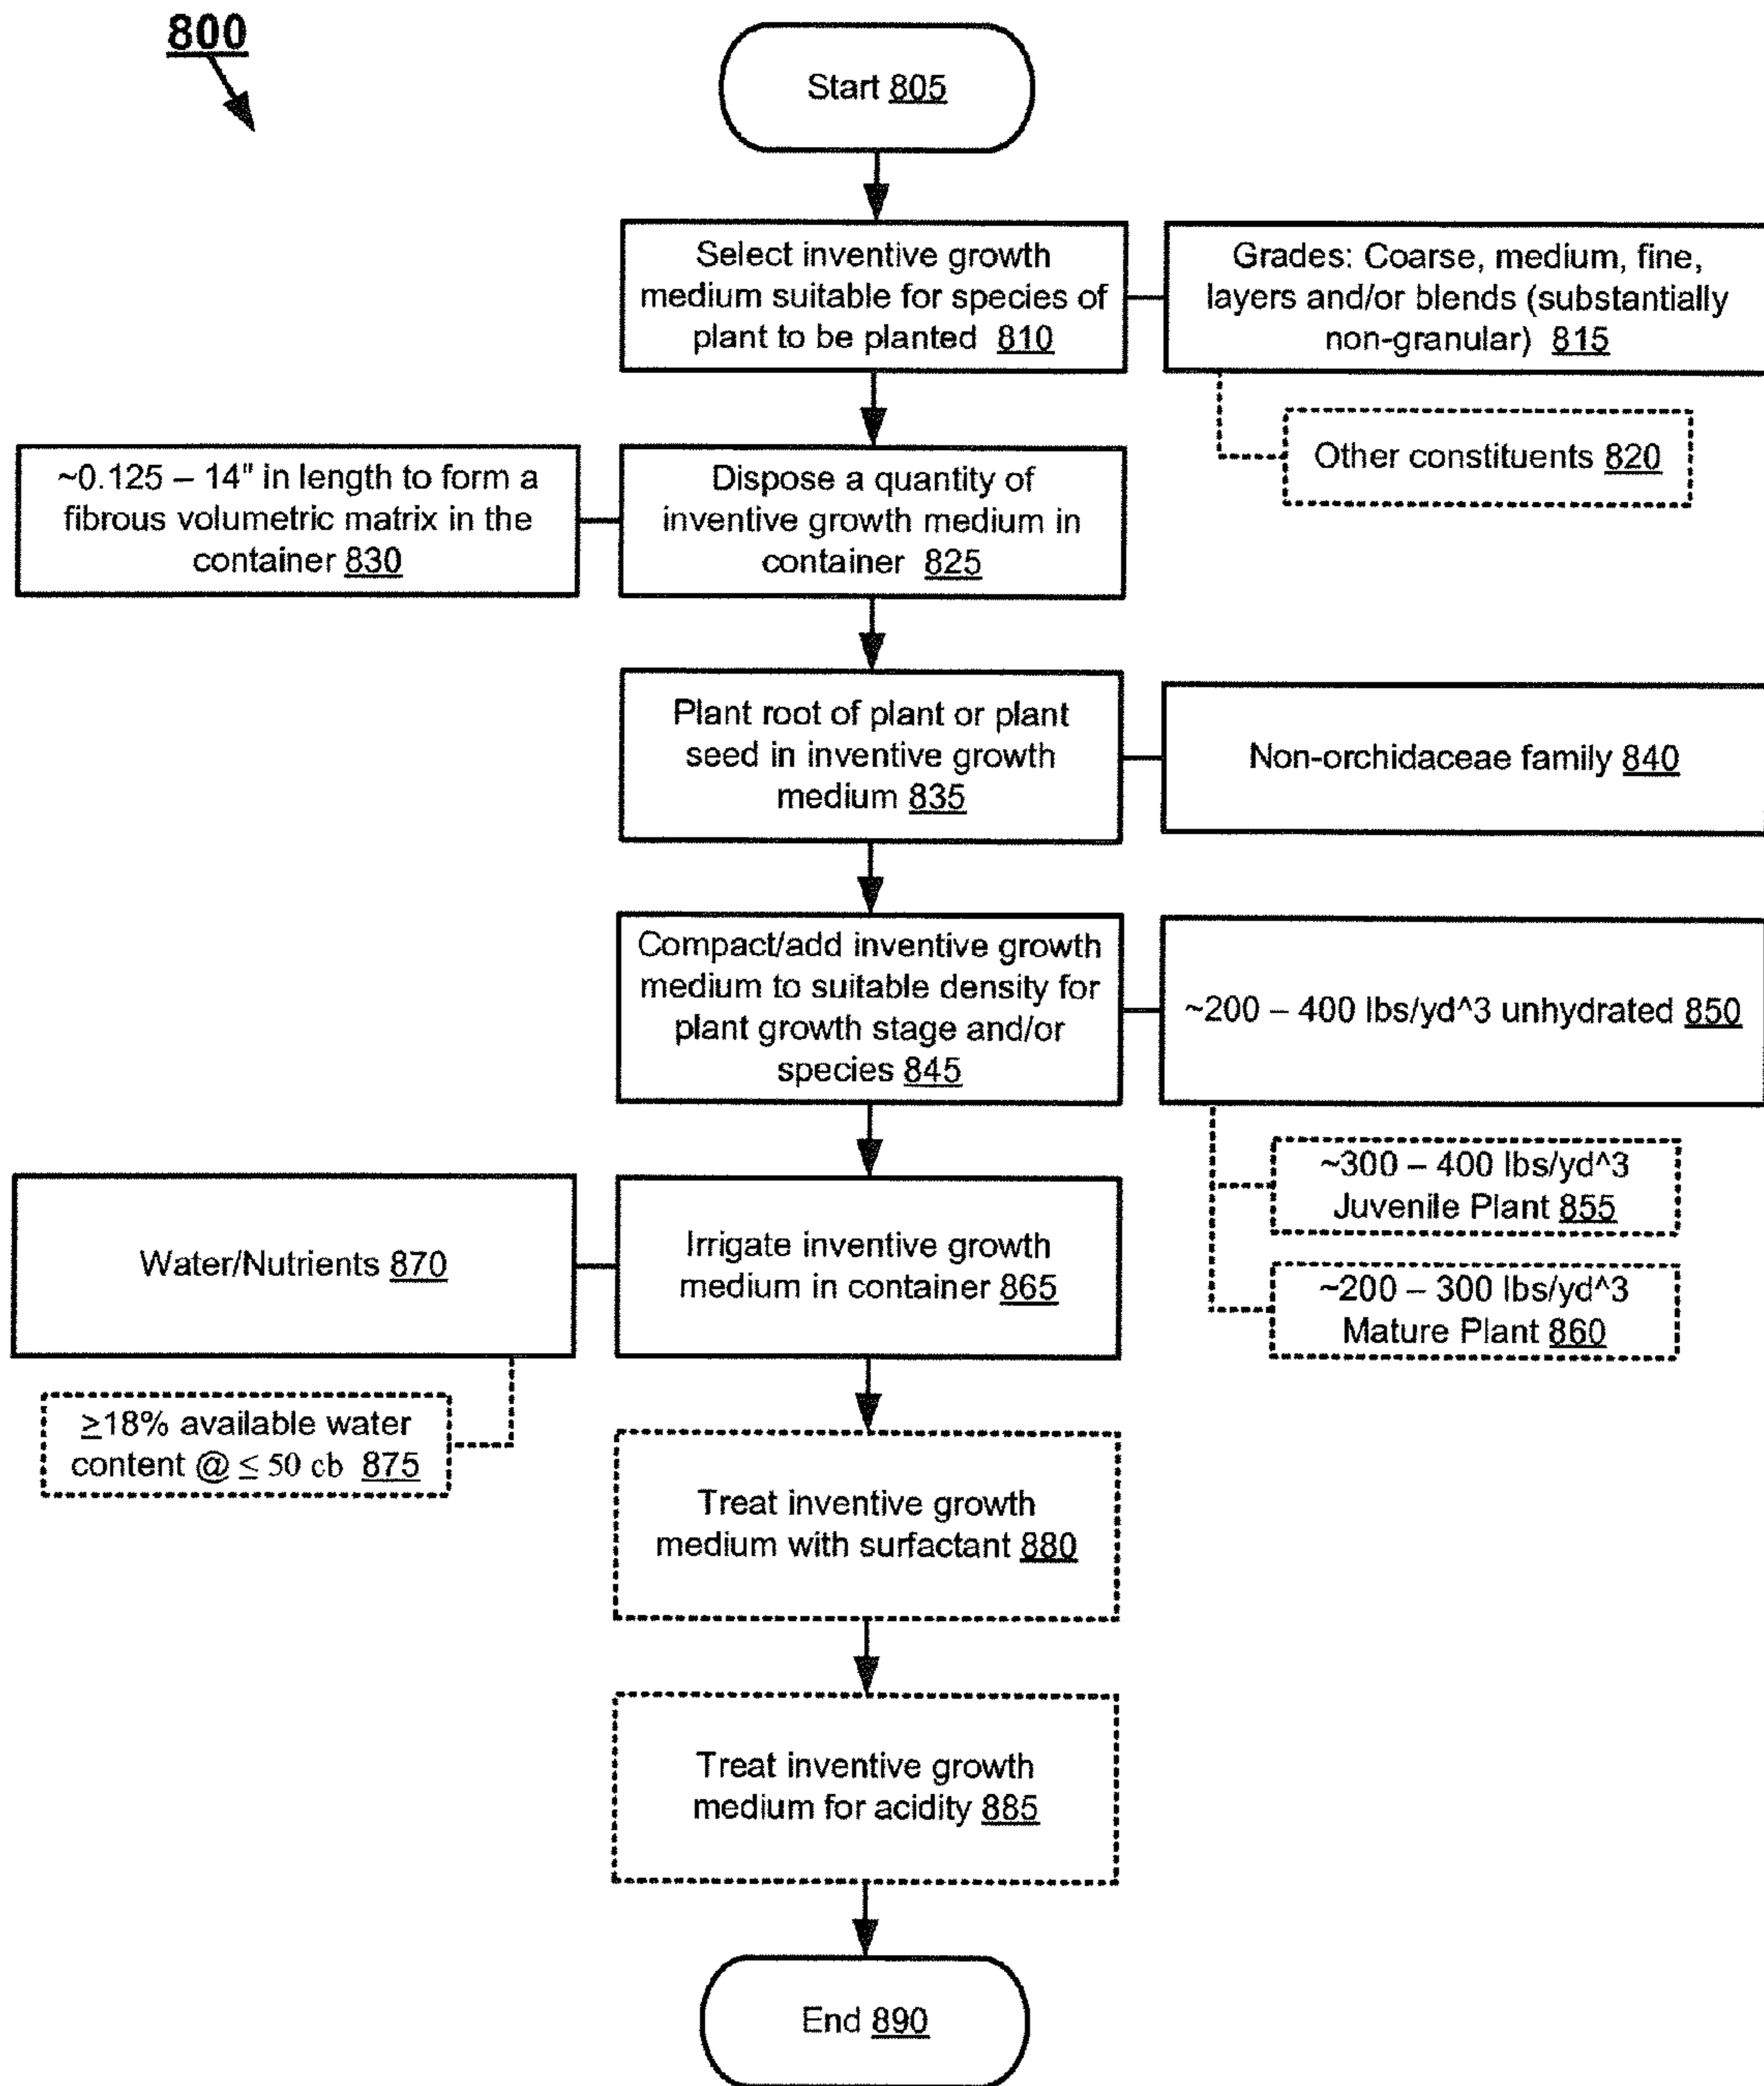 800
Start 805
Select inventive growth
medium suitable for species of
plant to be planted 810
Grades: Coarse, medium, fine,
layers and/or blends (substantially
non-granular) 815
Other constituents 820
~0.125 – 14" in length to form a
fibrous volumetric matrix in the
container 830
Dispose a quantity of
inventive growth medium in
container 825
Plant root of plant or plant
seed in inventive growth
medium 835
Non-orchidaceae family 840
Compact/add inventive growth
medium to suitable density for
plant growth stage and/or
species 845
~200 – 400 lbs/yd^3 unhydrated 850
~300 – 400 lbs/yd^3
Juvenile Plant 855
~200 – 300 lbs/yd^3
Mature Plant 860
Water/Nutrients 870
Irrigate inventive growth
medium in container 865
≥18% available water
content @ ≤ 50 cb 875
Treat inventive growth
medium with surfactant 880
Treat inventive growth
medium for acidity 885
End 890